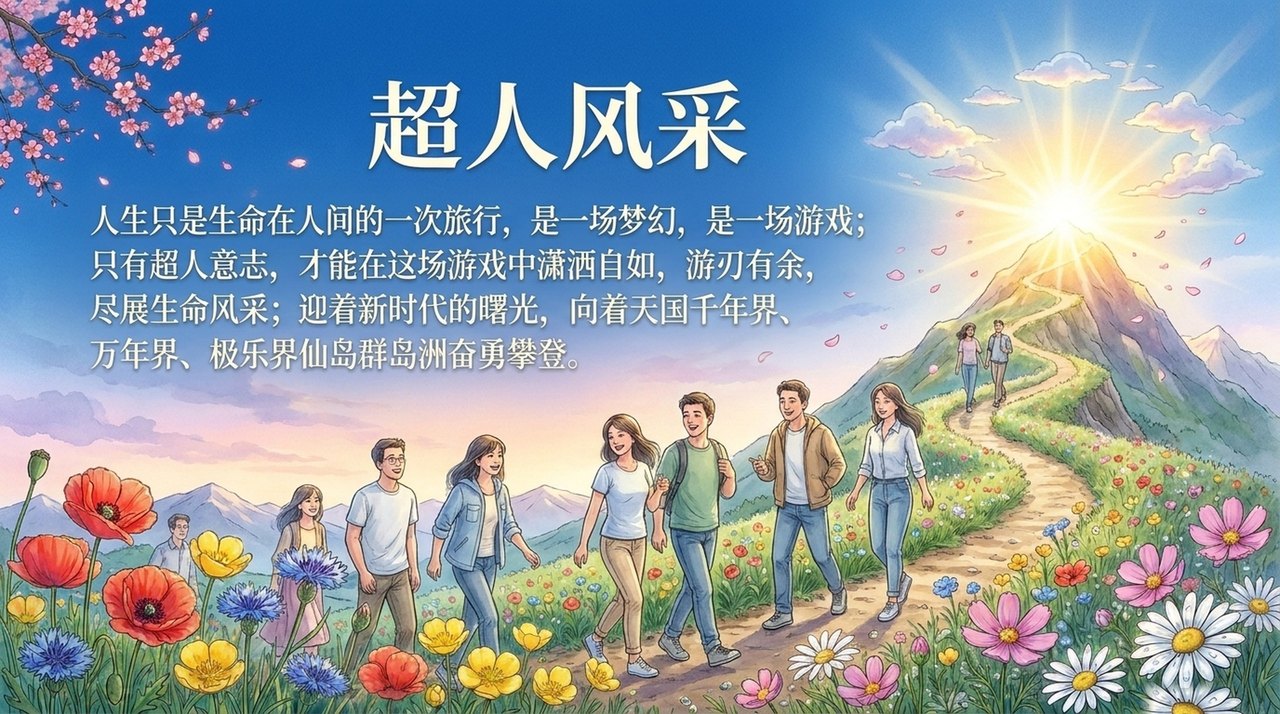 超人风采
人生只是生命在人间的一次旅行，是一场梦幻，是一场游戏；
只有超人意志，才能在这场游戏中潇洒自如，游刃有余，
尽展生命风采；迎着新时代的曙光，向着天国千年界、
万年界、极乐界仙岛群岛洲奋勇攀登。